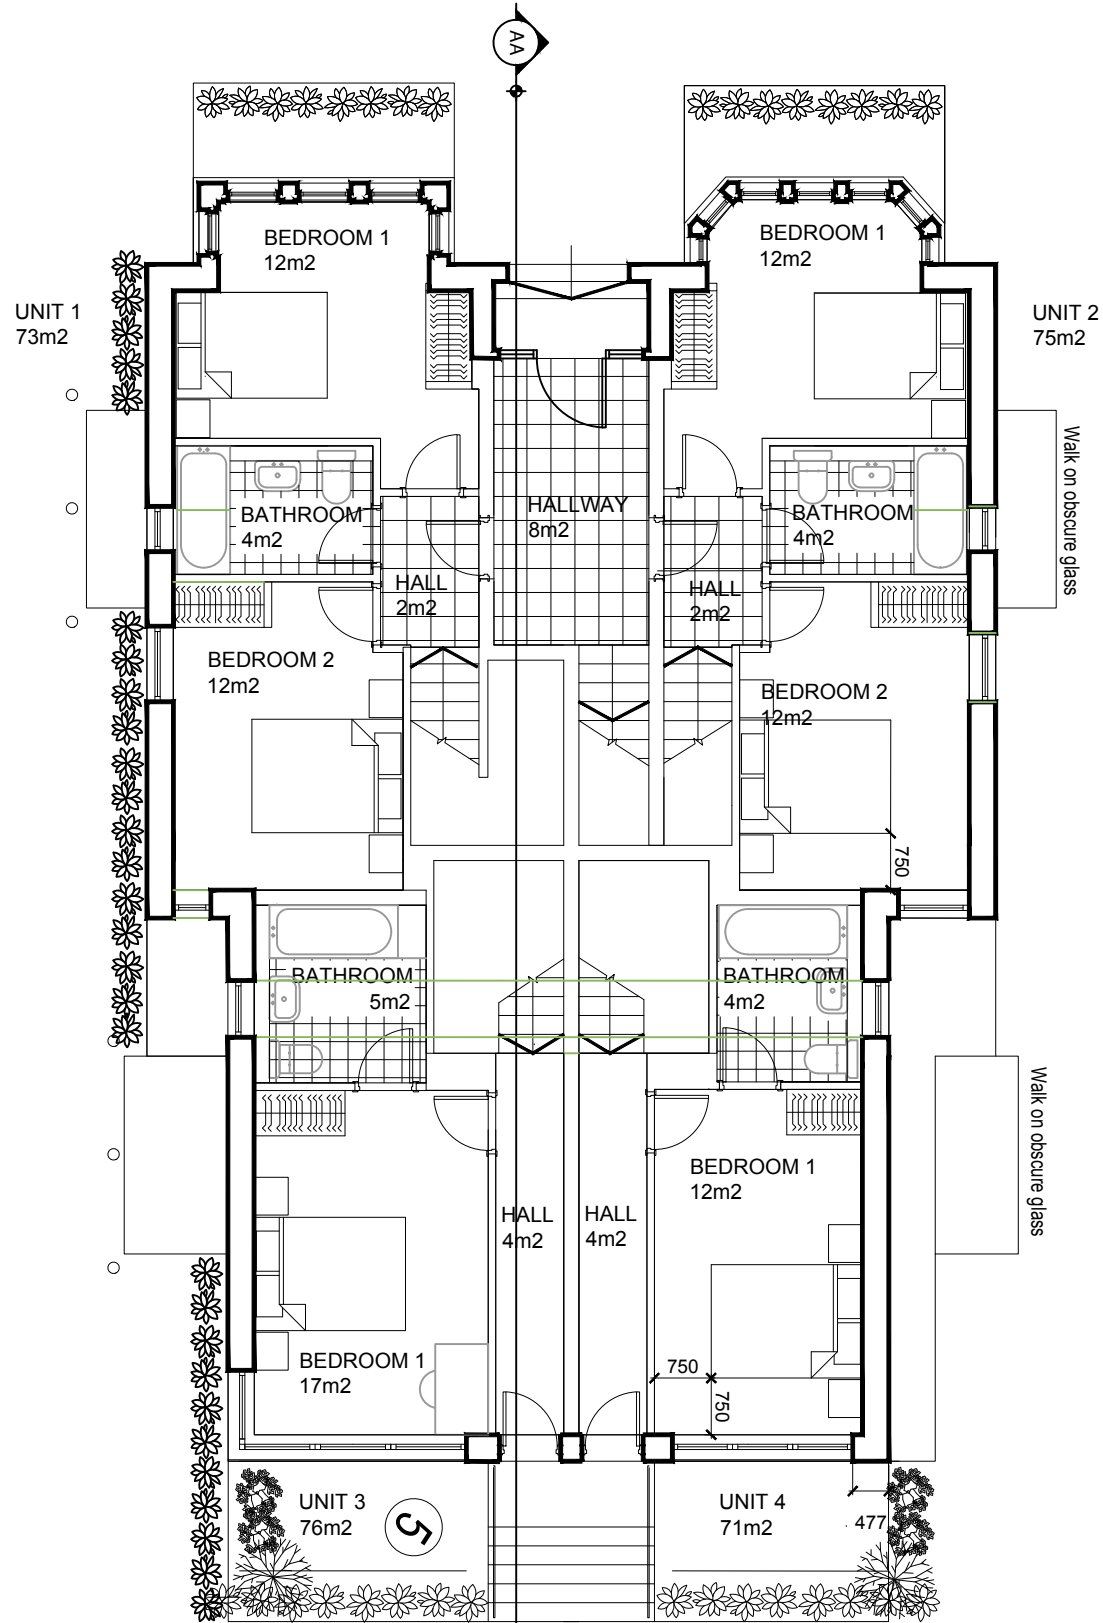 AA
BEDROOM 1
12m2
BEDROOM 1
12m2
UNIT 1
73m2
UNIT 2
75m2
Walk on obscure glass
HALLWAY
8m2
BATHROOM
4m2
BATHROOM
4m2
HALL
2m2
HALL
2m2
BEDROOM 2
12m2
BEDROOM 2
12m2
750
BATHROOM
5m2
BATHROOM
4m2
Walk on obscure glass
BEDROOM 1
12m2
HALL
4m2
HALL
4m2
BEDROOM 1
17m2
750
750
UNIT 3
76m2
5
UNIT 4
71m2
477